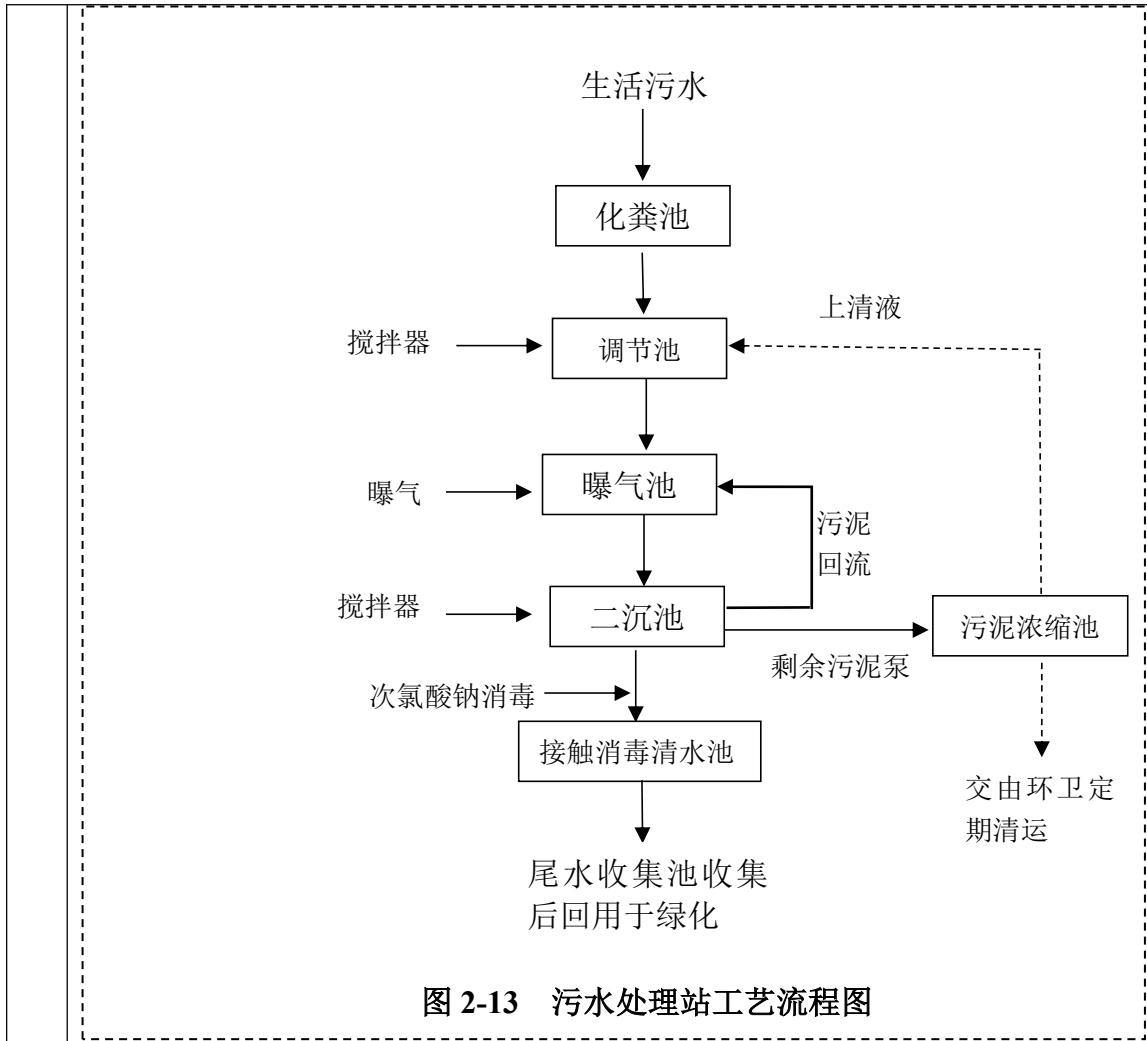 生活污水
化粪池
上清液
搅拌器
调节池
曝气
曝气池
污泥
回流
搅拌器
二沉池
污泥浓缩池
剩余污泥泵
次氯酸钠消毒
接触消毒清水池
交由环卫定
期清运
尾水收集池收集
后回用于绿化
图 2-13 污水处理站工艺流程图